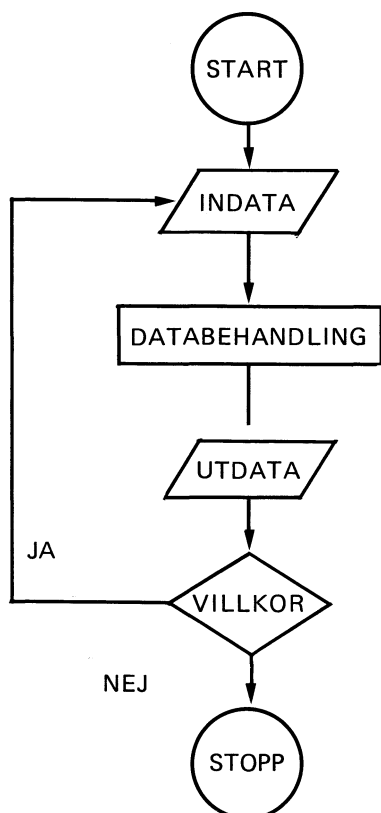 START
INDATA
DATABEHANDLING
UTDATA
JA
VILLKOR
NEJ
STOPP